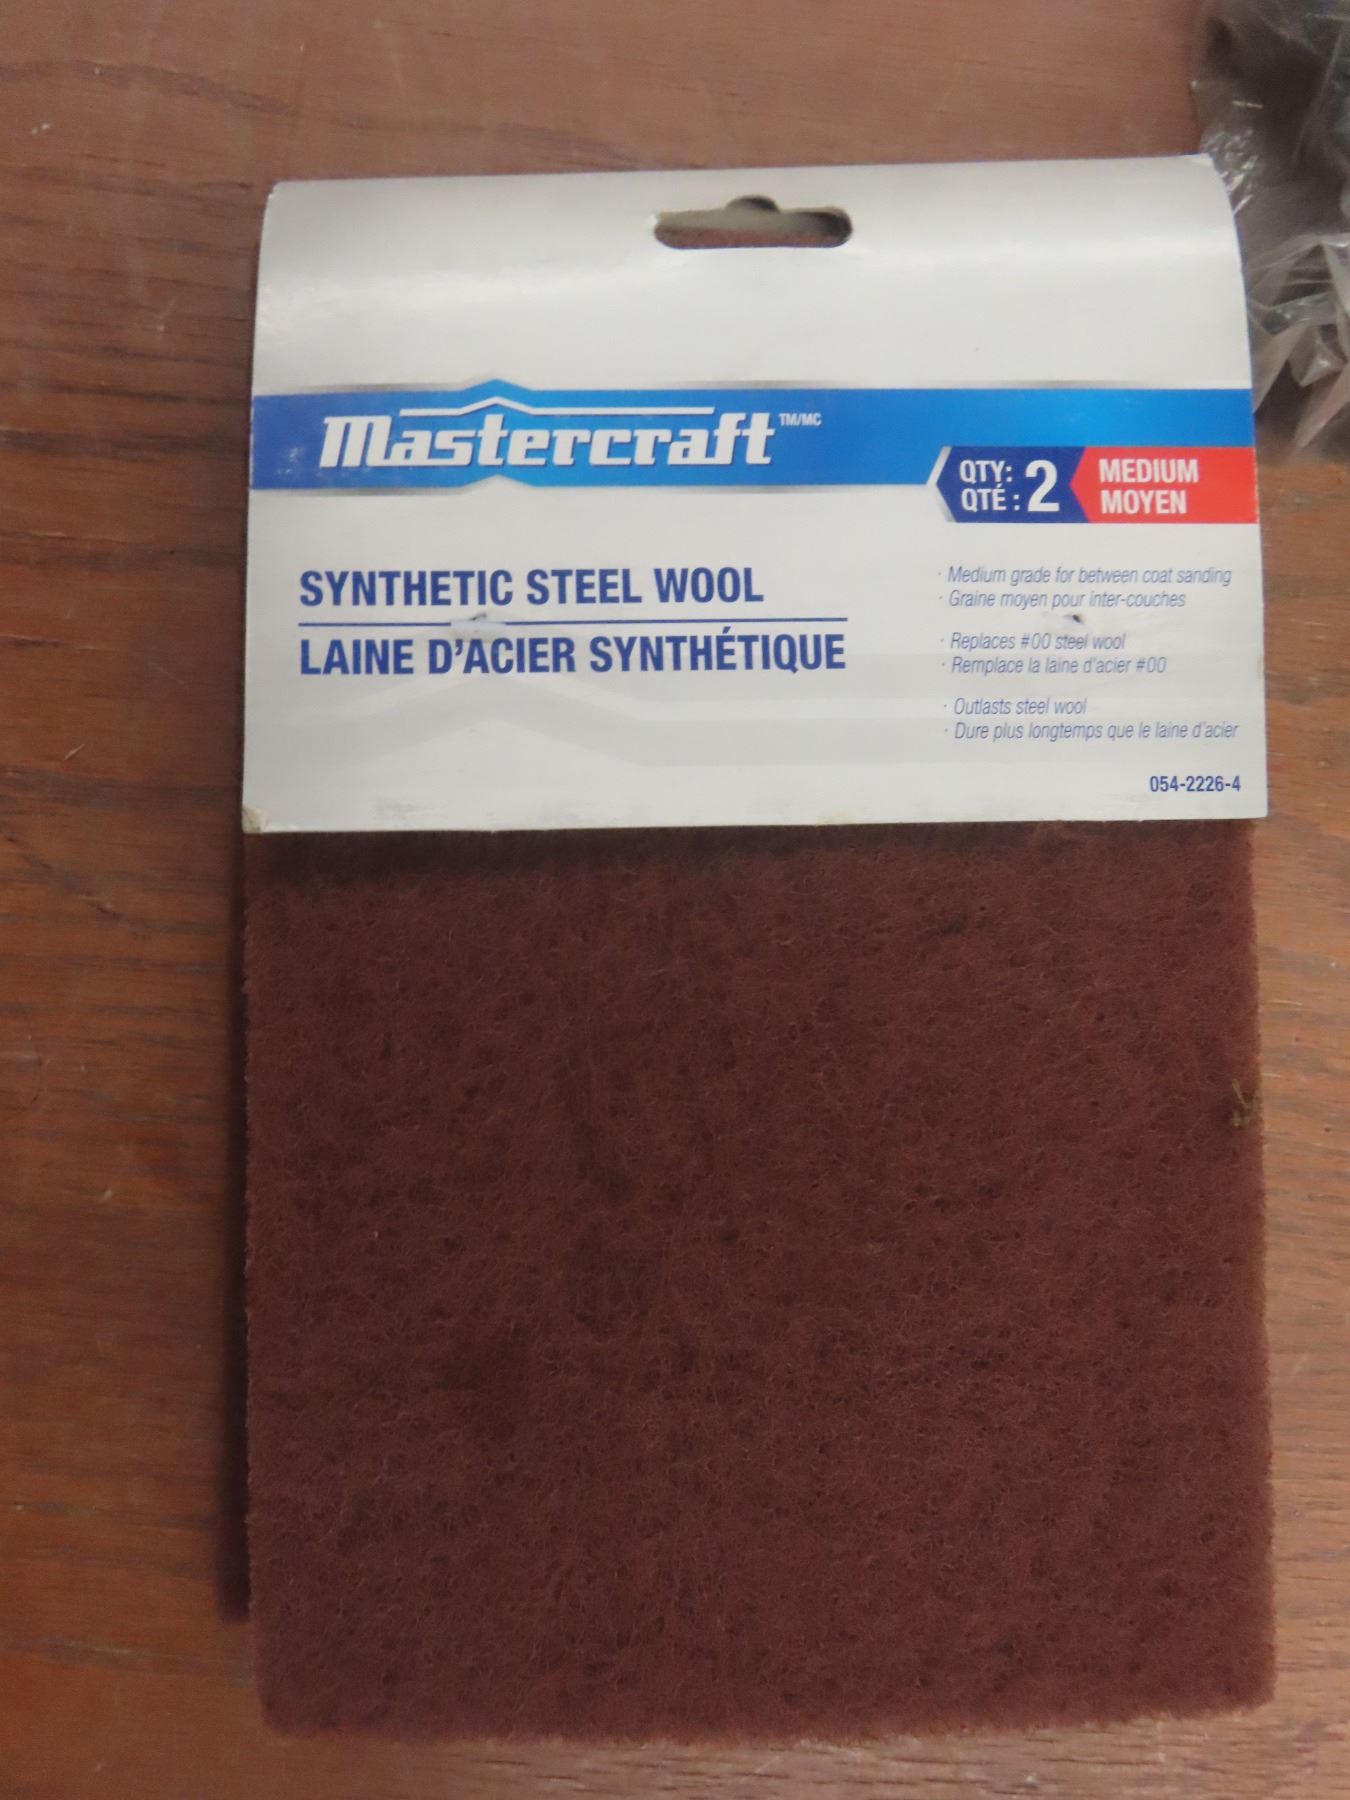 Mastercraft TM/MC
QTY: 2
QTÉ :
MEDIUM
MOYEN
SYNTHETIC STEEL WOOL
LAINE D'ACIER SYNTHÉTIQUE
· Medium grade for between coat sanding
· Graine moyen pour inter-couches
· Replaces #00 steel wool
· Remplace la laine d'acier #00
· Outlasts steel wool
· Dure plus longtemps que le laine d'acier
054-2226-4